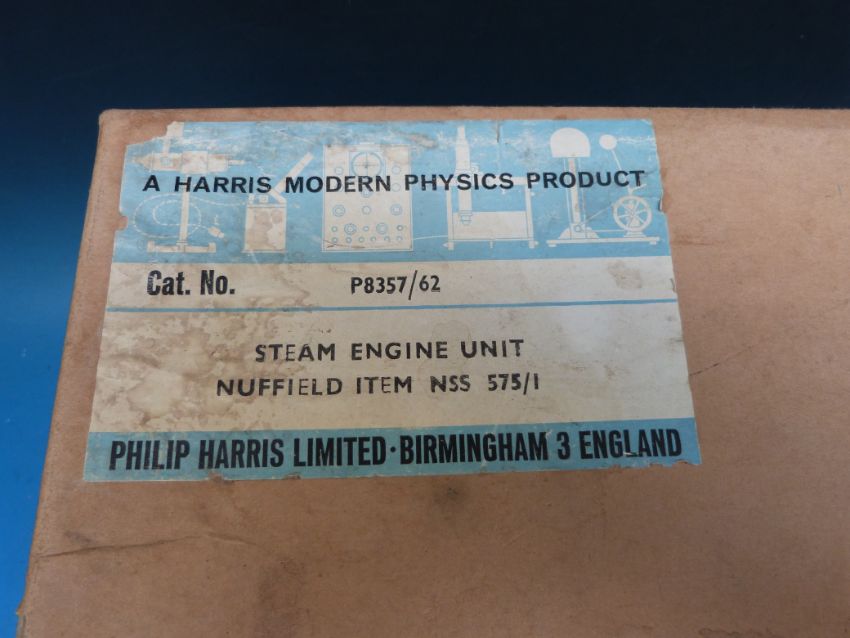 A HARRIS MODERN PHYSICS PRODUCT
Cat. No. P8357/62
STEAM ENGINE UNIT
NUFFIELD ITEM NSS 575/1
PHILIP HARRIS LIMITED·BIRMINGHAM 3 ENGLAND